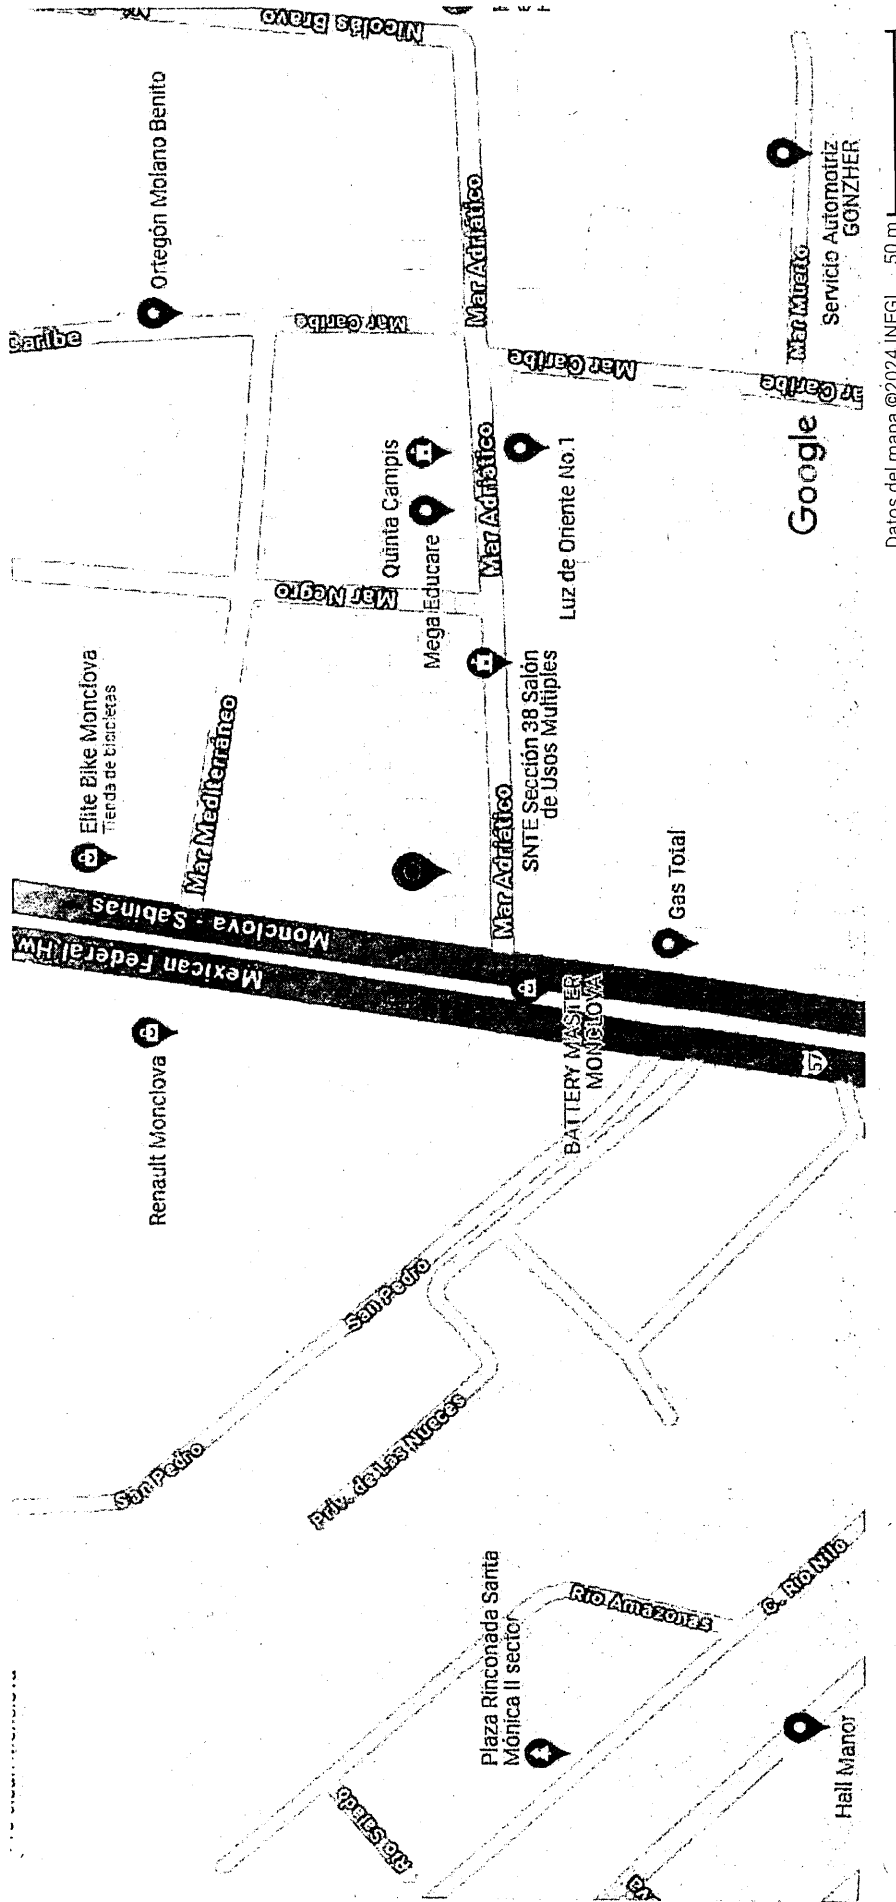 Nicolás Bravo
Ortegón Molano Benito
Caribe
Mar Caribe
Mar Adriático
Mar Caribe
Mar Muerto
Servicio Automotriz
GONZHER
ar Caribe
Google
Datos del mapa ©2024 INEGI
50 m
Quinta Campis
Mega Educare
Mar Adriático
Luz de Oriente No.1
Mar Negro
Elite Bike Monclova
Tienda de bicicletas
Mar Mediterráneo
SNTE Sección 38 Salón
de Usos Multiples
Mar Adriático
Gas Total
Monclova - Sabinas
Mexican Federal Hw
BATTERY MASTER
MONCLOVA
57
Renault Monclova
San Pedro
San Pedro
Priv. de Las Nueces
Plaza Rinconada Santa
Mónica II sector
Río Amazonas
C. Río Nilo
Río Salado
Hall Manor